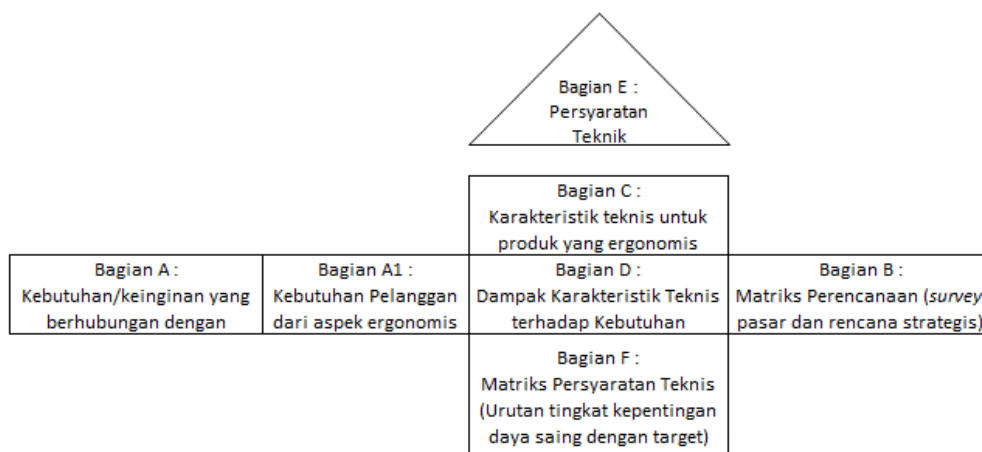 Bagian E :
Persyaratan
Teknik
Bagian C :
Karakteristik teknis untuk
produk yang ergonomis
Bagian A :
Kebutuhan/keinginan yang
berhubungan dengan
Bagian A1 :
Kebutuhan Pelanggan
dari aspek ergonomis
Bagian D :
Dampak Karakteristik Teknis
terhadap Kebutuhan
Bagian B :
Matriks Perencanaan (survey
pasar dan rencana strategis)
Bagian F :
Matriks Persyaratan Teknis
(Urutan tingkat kepentingan
daya saing dengan target)